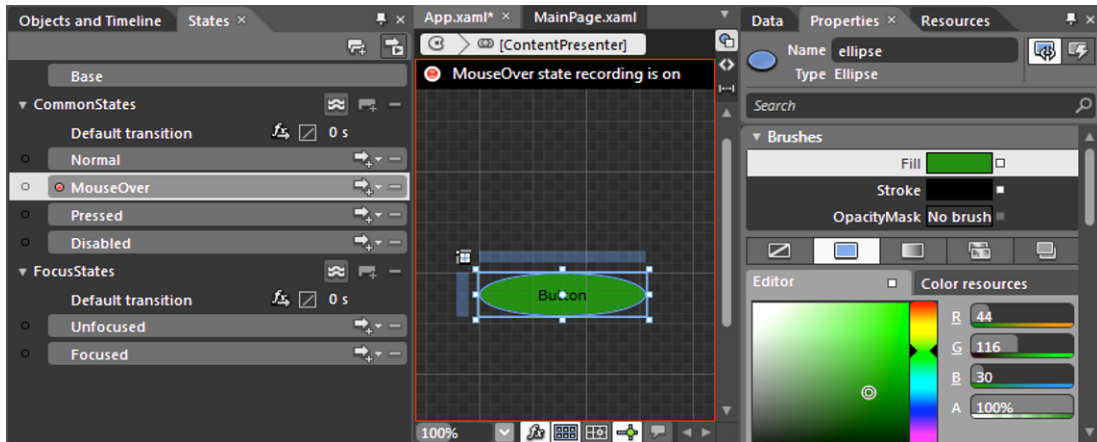 Objects and Timeline States ×
Base
CommonStates
Default transition 0 s
Normal
MouseOver
Pressed
Disabled
FocusStates
Default transition 0 s
Unfocused
Focused
App.xaml* × MainPage.xaml
[ContentPresenter]
MouseOver state recording is on
Button
100%
Data Properties × Resources
Name ellipse
Type Ellipse
Search
Brushes
Fill
Stroke
OpacityMask No brush
Editor Color resources
R 44
G 116
B 30
A 100%